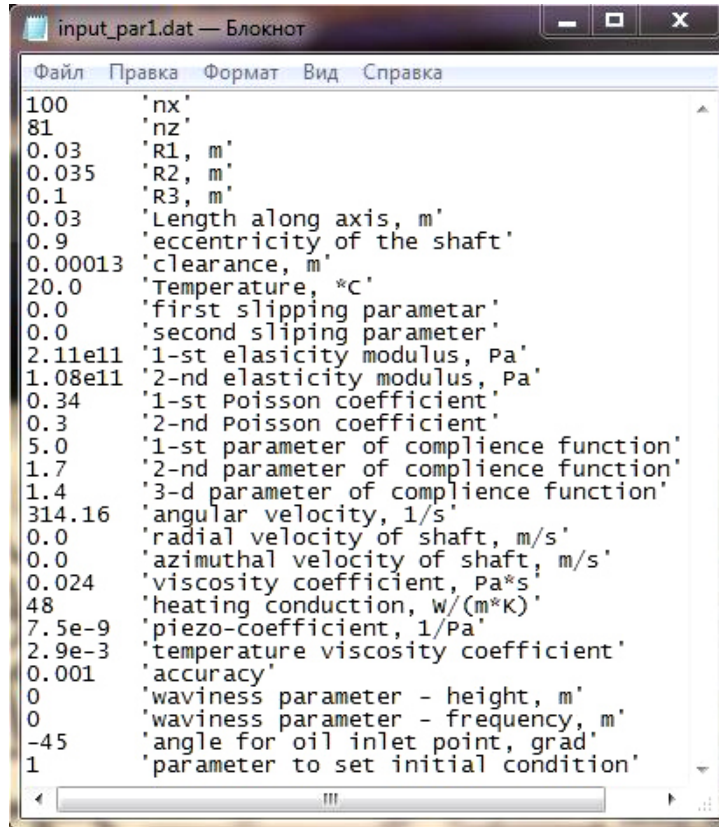 input_par1.dat — Блокнот
Файл Правка Формат Вид Справка
100 'nx'
81 'nz'
0.03 'R1, m'
0.035 'R2, m'
0.1 'R3, m'
0.03 'Length along axis, m'
0.9 'eccentricity of the shaft'
0.00013 'clearance, m'
20.0 'Temperature, *C'
0.0 'first slipping parametar'
0.0 'second sliping parameter'
2.11e11 '1-st elasicity modulus, Pa'
1.08e11 '2-nd elasticity modulus, Pa'
0.34 '1-st Poisson coefficient'
0.3 '2-nd Poisson coefficient'
5.0 '1-st parameter of complience function'
1.7 '2-nd parameter of complience function'
1.4 '3-d parameter of complience function'
314.16 'angular velocity, 1/s'
0.0 'radial velocity of shaft, m/s'
0.0 'azimuthal velocity of shaft, m/s'
0.024 'viscosity coefficient, Pa*s'
48 'heating conduction, W/(m*K)'
7.5e-9 'piezo-coefficient, 1/Pa'
2.9e-3 'temperature viscosity coefficient'
0.001 'accuracy'
0 'waviness parameter - height, m'
0 'waviness parameter - frequency, m'
-45 'angle for oil inlet point, grad'
1 'parameter to set initial condition'